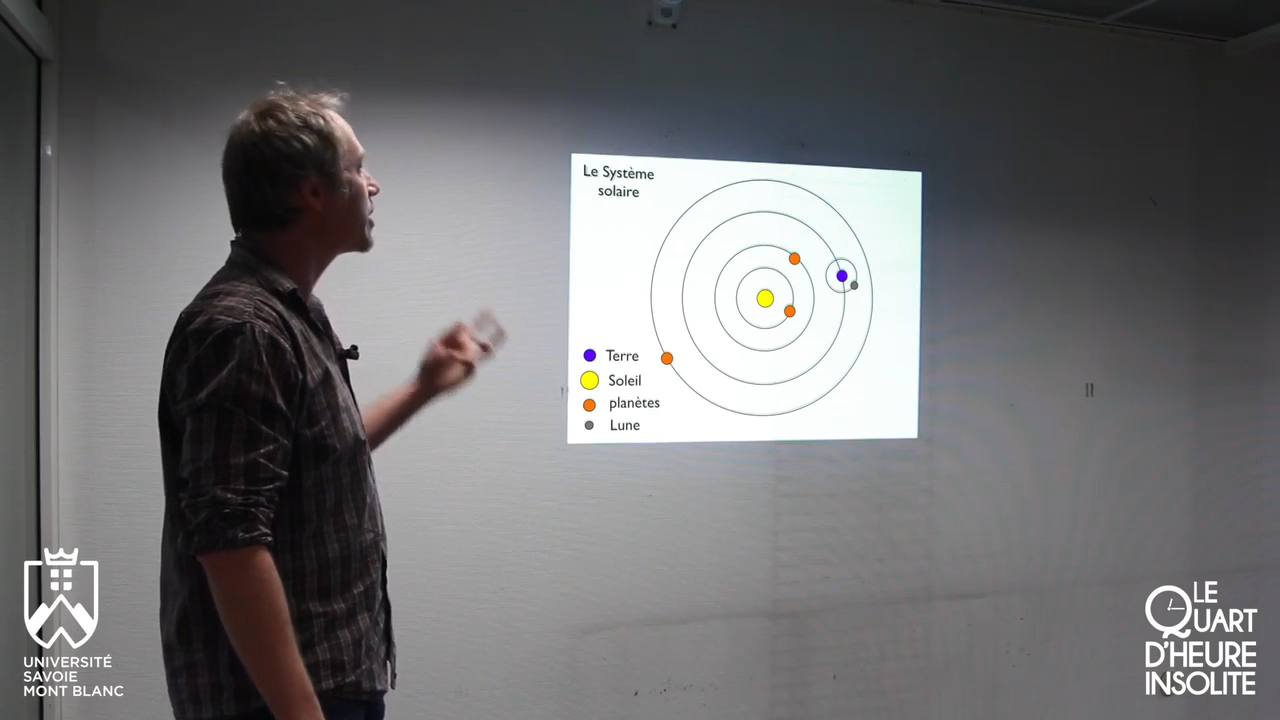 Le Système
solaire
Terre
Soleil
planètes
Lune
UNIVERSITÉ
SAVOIE
MONT BLANC
LE
QUART
D'HEURE
INSOLITE